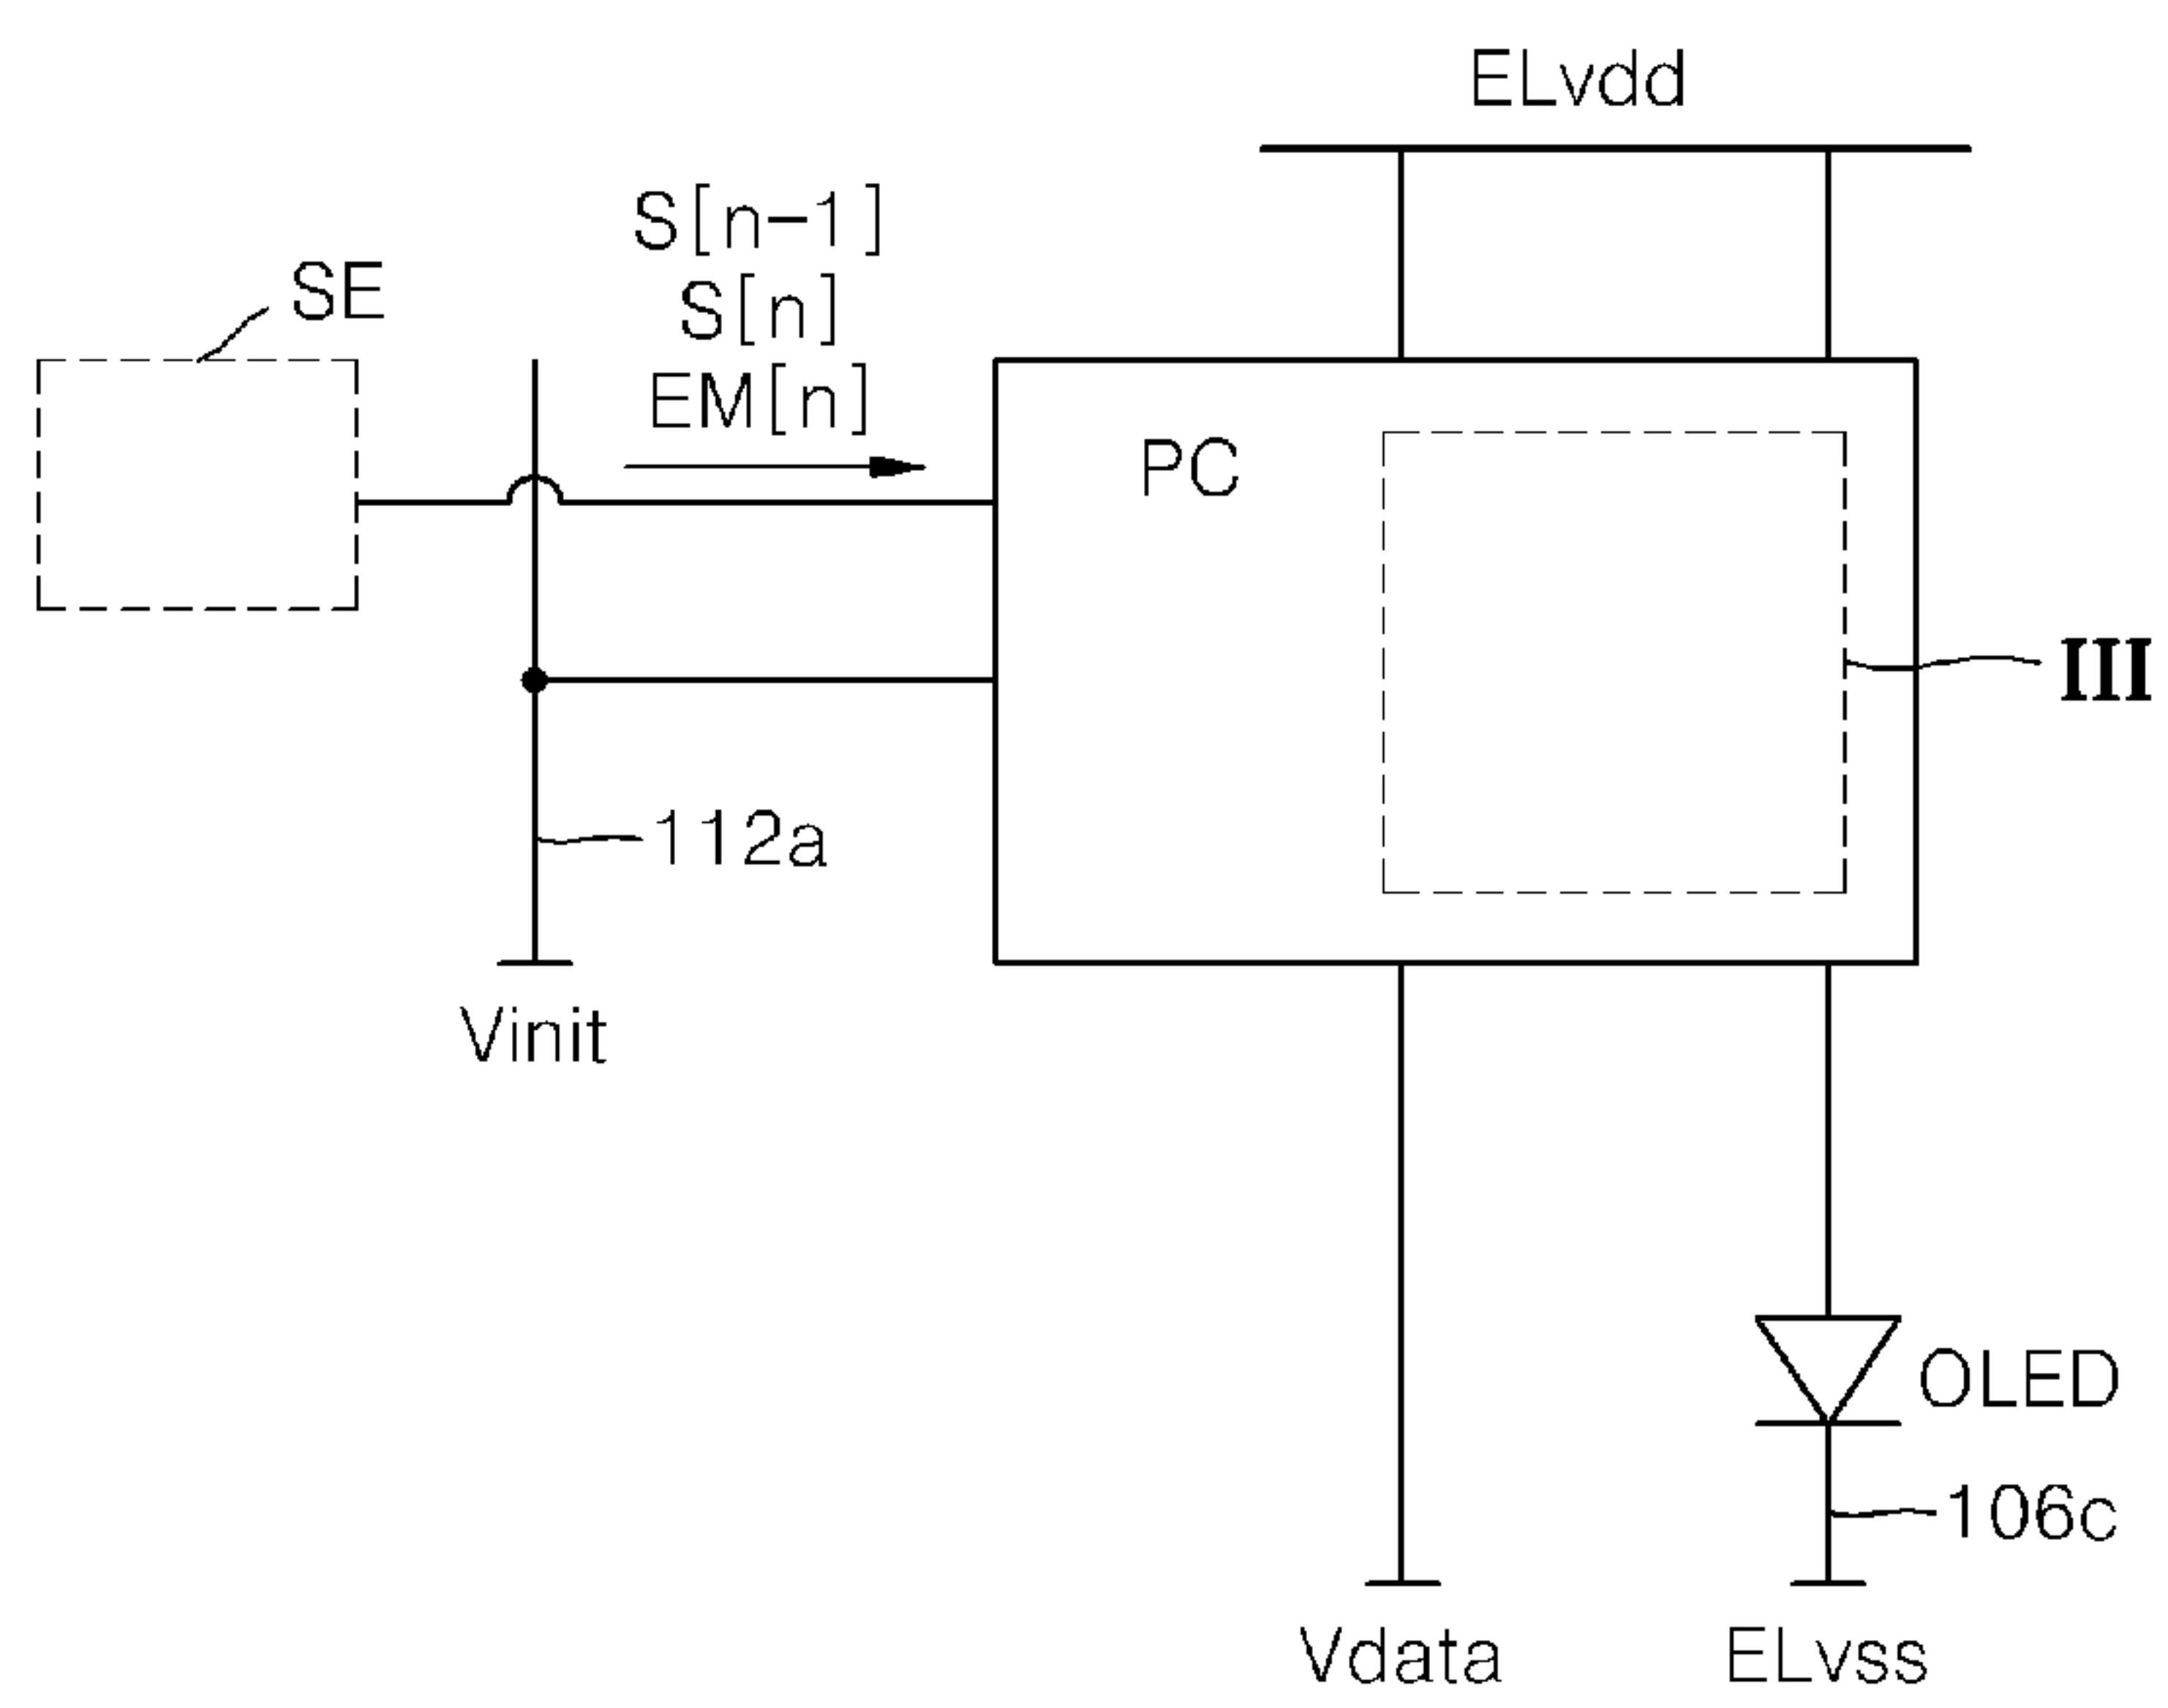 ELvdd
S[n-1]
S[n]
EM[n]
SE
PC
III
112a
Vinit
OLED
106c
Vdata
ELvss